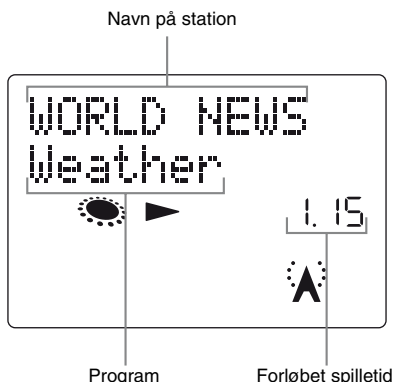 Navn på station
WORLD NEWS
Weather
1.15
Program
Forløbet spilletid